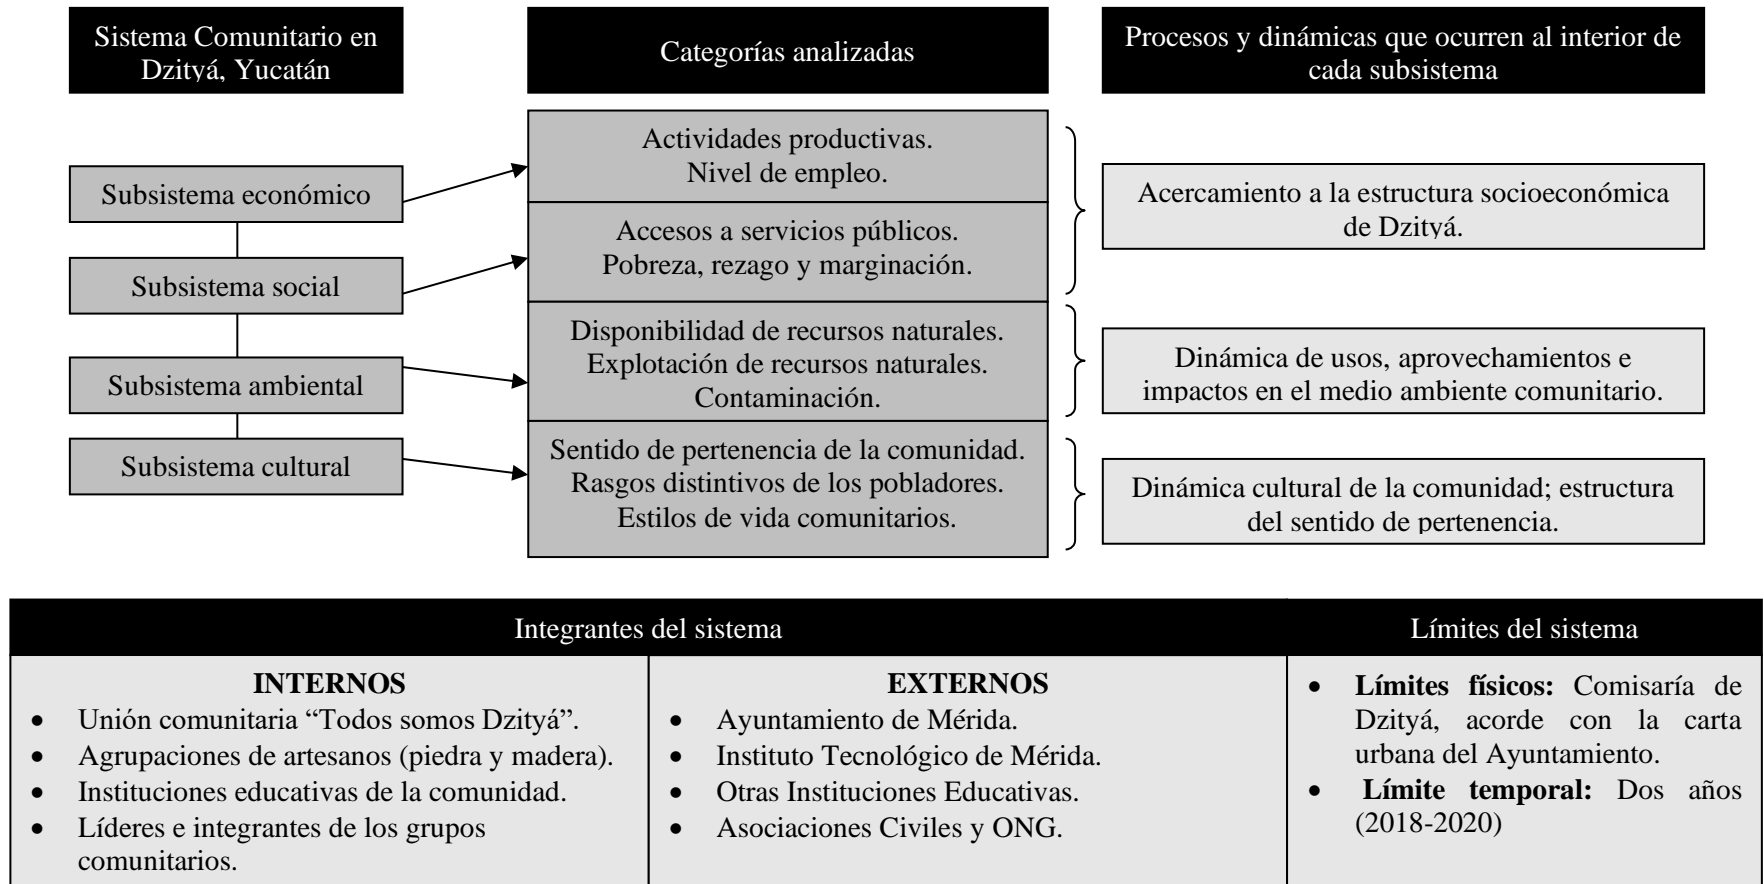 Sistema Comunitario en
Dzityá, Yucatán
Categorías analizadas
Procesos y dinámicas que ocurren al interior de
cada subsistema
Subsistema económico
Subsistema social
Subsistema ambiental
Subsistema cultural
Actividades productivas.
Nivel de empleo.
Accesos a servicios públicos.
Pobreza, rezago y marginación.
Disponibilidad de recursos naturales.
Explotación de recursos naturales.
Contaminación.
Sentido de pertenencia de la comunidad.
Rasgos distintivos de los pobladores.
Estilos de vida comunitarios.
Acercamiento a la estructura socioeconómica
de Dzityá.
Dinámica de usos, aprovechamientos e
impactos en el medio ambiente comunitario.
Dinámica cultural de la comunidad; estructura
del sentido de pertenencia.
Integrantes del sistema
Límites del sistema
INTERNOS
• Unión comunitaria “Todos somos Dzityá”.
• Agrupaciones de artesanos (piedra y madera).
• Instituciones educativas de la comunidad.
• Líderes e integrantes de los grupos
comunitarios.
EXTERNOS
• Ayuntamiento de Mérida.
• Instituto Tecnológico de Mérida.
• Otras Instituciones Educativas.
• Asociaciones Civiles y ONG.
• Límites físicos: Comisaría de
Dzityá, acorde con la carta
urbana del Ayuntamiento.
• Límite temporal: Dos años
(2018-2020)